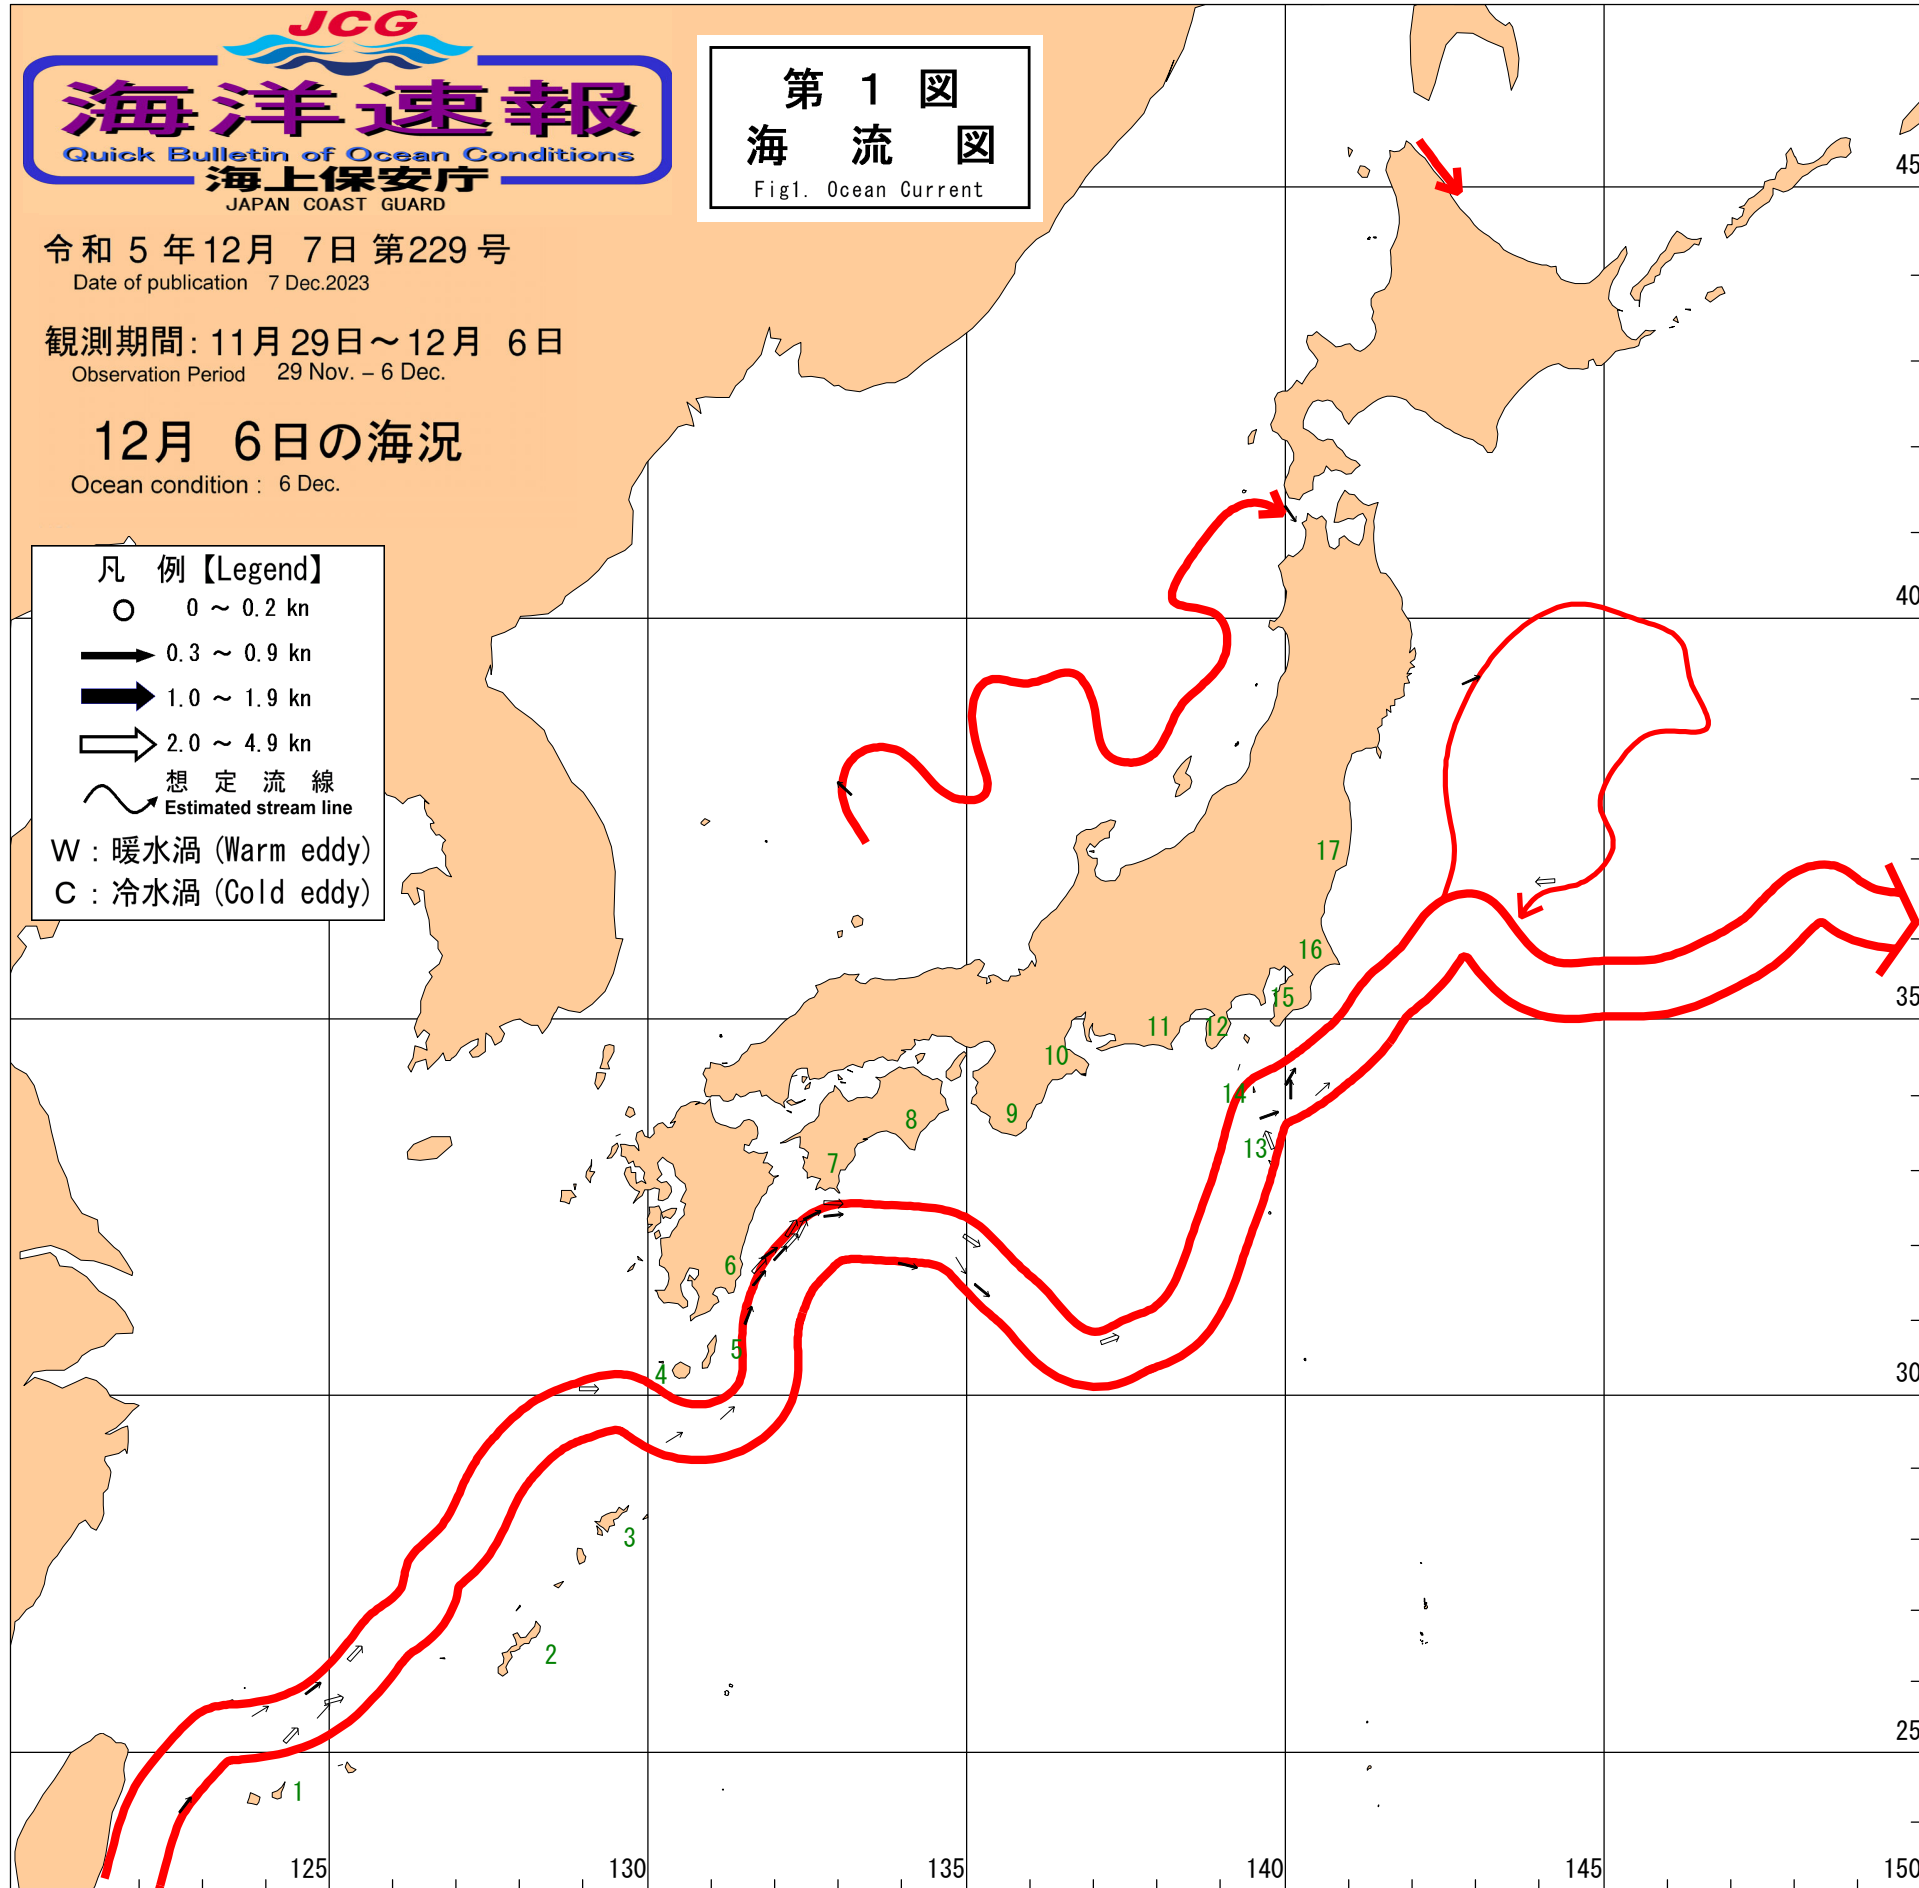 JCG
海洋速報
Quick Bulletin of Ocean Conditions
海上保安庁
JAPAN COAST GUARD
令和 5 年12月 7日 第229号
Date of publication 7 Dec.2023
観測期間: 11月29日～12月 6日
Observation Period 29 Nov. – 6 Dec.
12月 6日の海況
Ocean condition : 6 Dec.
第 1 図
海 流 図
Fig1. Ocean Current
凡 例【Legend】
0 ～ 0.2 kn
0.3 ～ 0.9 kn
1.0 ～ 1.9 kn
2.0 ～ 4.9 kn
想 定 流 線
Estimated stream line
W : 暖水渦 (Warm eddy)
C : 冷水渦 (Cold eddy)
45
40
17
16
35
15
12
11
10
14
9
8
13
7
6
5
4
30
3
2
25
1
125
130
135
140
145
150